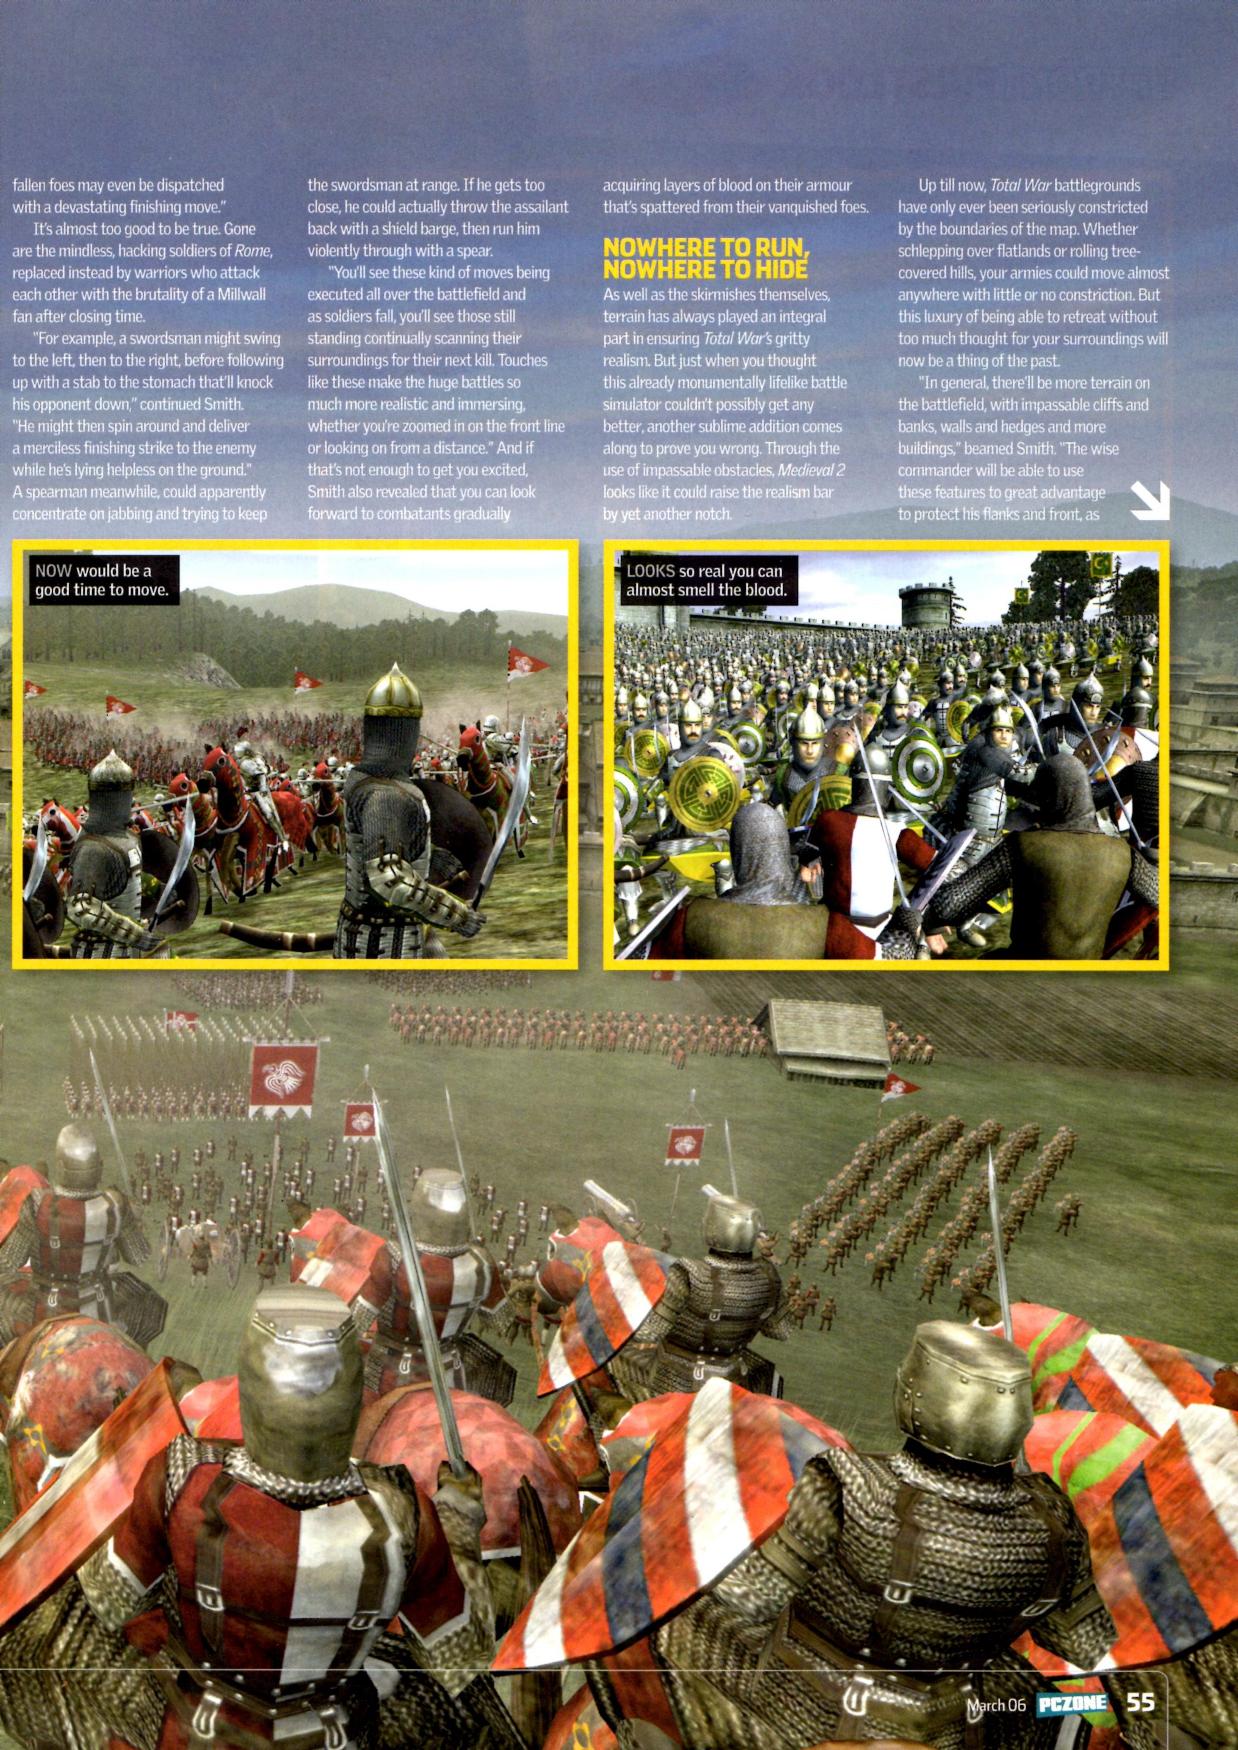 fallen foes may even be dispatched
with a devastating finishing move."
It's almost too good to be true. Gone
are the mindless, hacking soldiers of Rome,
replaced instead by warriors who attack
each other with the brutality of a Millwall
fan after closing time.
"For example, a swordsman might swing
to the left, then to the right, before following
up with a stab to the stomach that'll knock
his opponent down," continued Smith.
"He might then spin around and deliver
a merciless finishing strike to the enemy
while he's lying helpless on the ground."
A spearman meanwhile, could apparently
concentrate on jabbing and trying to keep
the swordsman at range. If he gets too
close, he could actually throw the assailant
back with a shield barge, then run him
violently through with a spear.
"You'll see these kind of moves being
executed all over the battlefield and
as soldiers fall, you'll see those still
standing continually scanning their
surroundings for their next kill. Touches
like these make the huge battles so
much more realistic and immersing,
whether you're zoomed in on the front line
or looking on from a distance." And if
that's not enough to get you excited,
Smith also revealed that you can look
forward to combatants gradually
acquiring layers of blood on their armour
that's spattered from their vanquished foes.
NOWHERE TO RUN,
NOWHERE TO HIDE
As well as the skirmishes themselves,
terrain has always played an integral
part in ensuring Total War's gritty
realism. But just when you thought
this already monumentally lifelike battle
simulator couldn't possibly get any
better, another sublime addition comes
along to prove you wrong. Through the
use of impassable obstacles, Medieval 2
looks like it could raise the realism bar
by yet another notch.
Up till now, Total War battlegrounds
have only ever been seriously constricted
by the boundaries of the map. Whether
schlepping over flatlands or rolling tree-
covered hills, your armies could move almost
anywhere with little or no constriction. But
this luxury of being able to retreat without
too much thought for your surroundings will
now be a thing of the past.
"In general, there'll be more terrain on
the battlefield, with impassable cliffs and
banks, walls and hedges and more
buildings," beamed Smith. "The wise
commander will be able to use
these features to great advantage
to protect his flanks and front, as
NOW would be a
good time to move.
LOOKS so real you can
almost smell the blood.
March 06 PCZONE 55